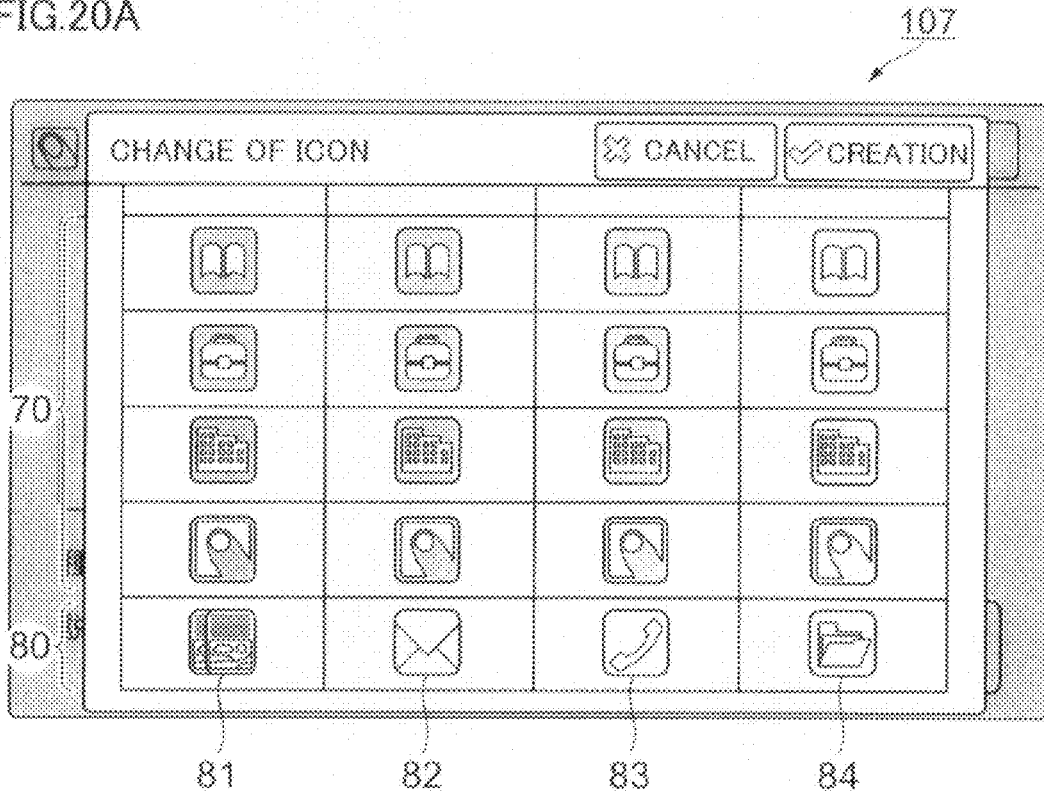 FIG.20A
107
CHANGE OF ICON
CANCEL
CREATION
70
80
81 82 83 84